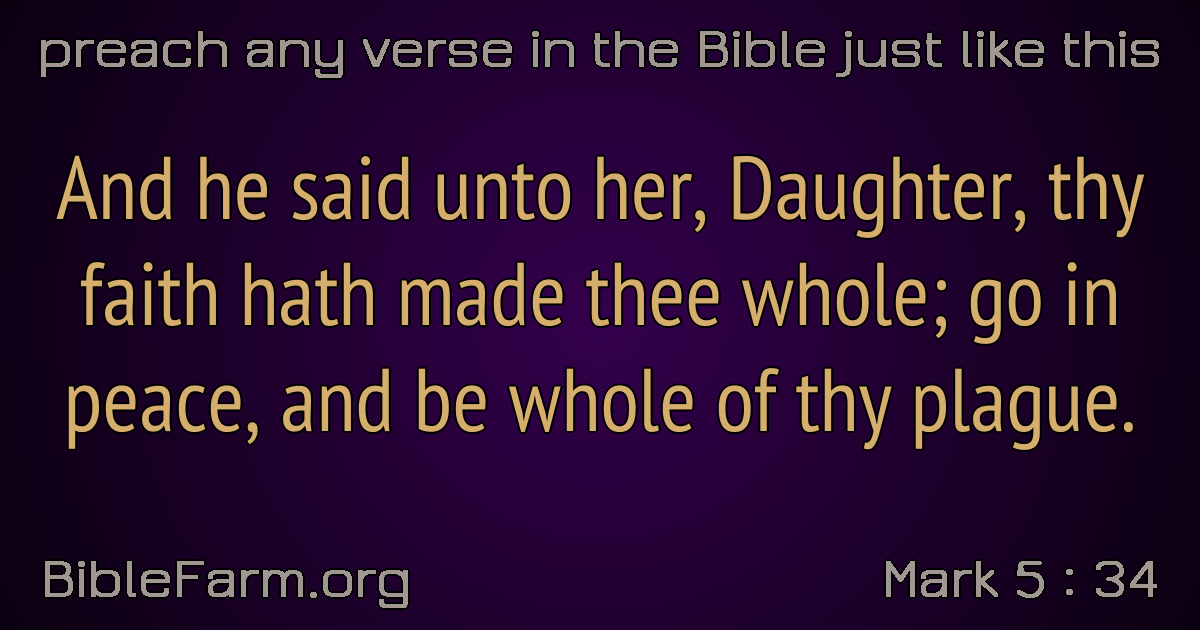 preach any verse in the Bible just like this
And he said unto her, Daughter, thy
faith hath made thee whole; go in
peace, and be whole of thy plague.
BibleFarm.org
Mark 5 : 34